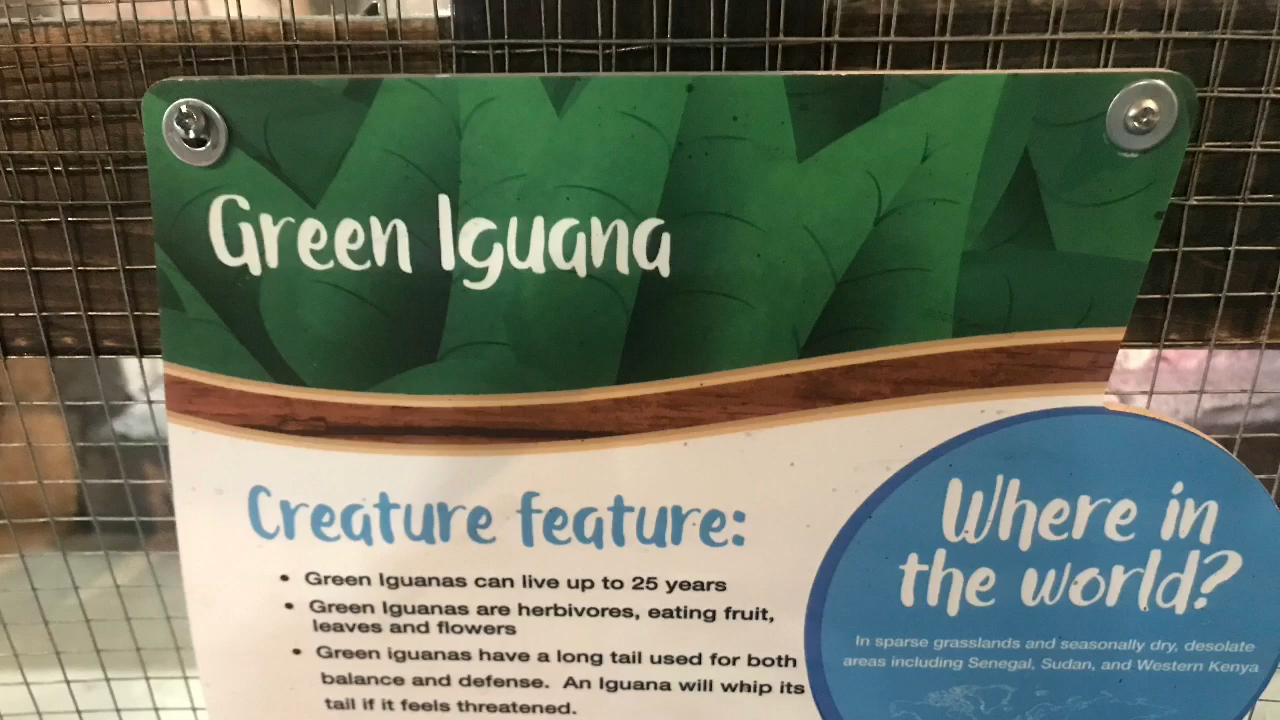 Green Iguana
Creature feature:
• Green Iguanas can live up to 25 years
• Green Iguanas are herbivores, eating fruit,
leaves and flowers
• Green iguanas have a long tail used for both
balance and defense. An Iguana will whip its
tail if it feels threatened.
Where in
the world?
In sparse grasslands and seasonally dry, desolate
areas including Senegal, Sudan, and Western Kenya